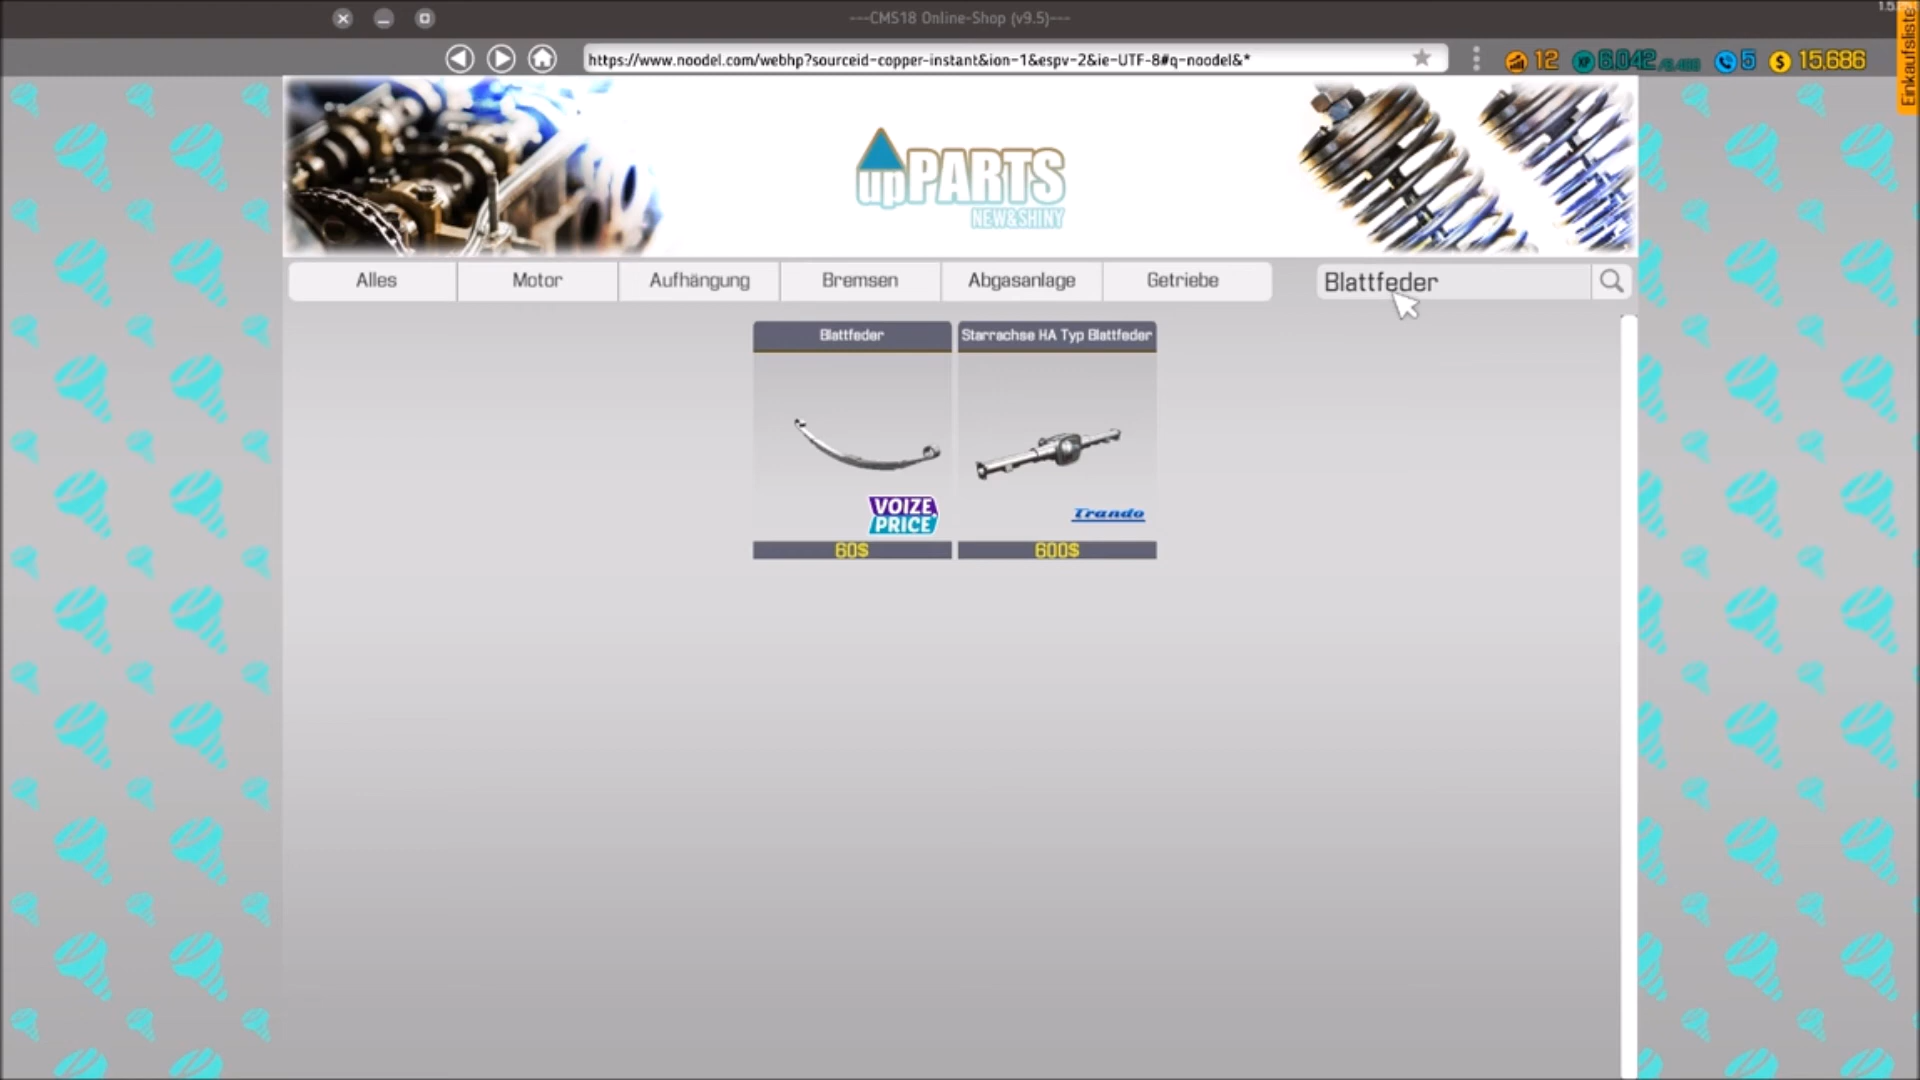 ---CMS18 Online-Shop (v9.5)---
https://www.noodel.com/webhp?sourceid-copper-instant&ion-1&espv-2&ie-UTF-8#q-noodel&*
12
XP 6,042
5
$ 15,686
Einkaufsliste
upPARTS
NEW&SHINY
Alles
Motor
Aufhängung
Bremsen
Abgasanlage
Getriebe
Blattfeder
Blattfeder
Starrachse HA Typ Blattfeder
VOIZE
PRICE
Trando
60$
600$